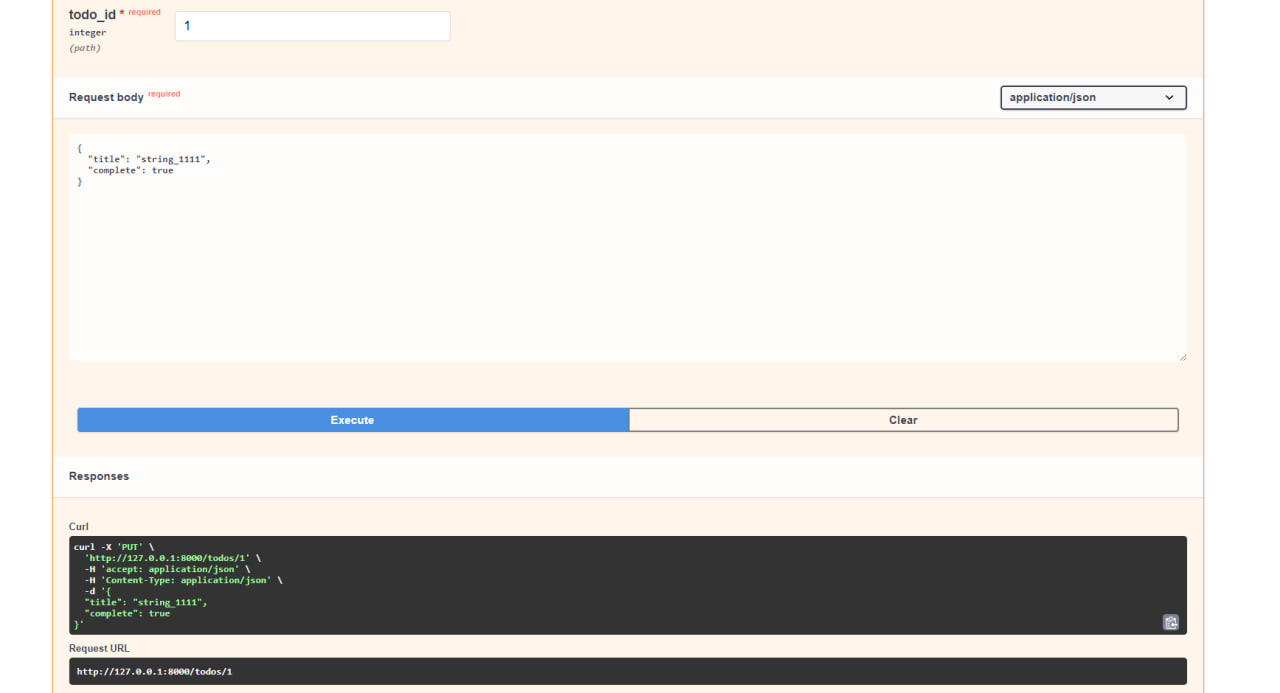 todo_id * required
integer
(path)
1
Request body required
application/json
{
  "title": "string_1111",
  "complete": true
}
Execute
Clear
Responses
Curl
curl -X 'PUT' \
  'http://127.0.0.1:8000/todos/1' \
  -H 'accept: application/json' \
  -H 'Content-Type: application/json' \
  -d '{
  "title": "string_1111",
  "complete": true
}'
Request URL
http://127.0.0.1:8000/todos/1